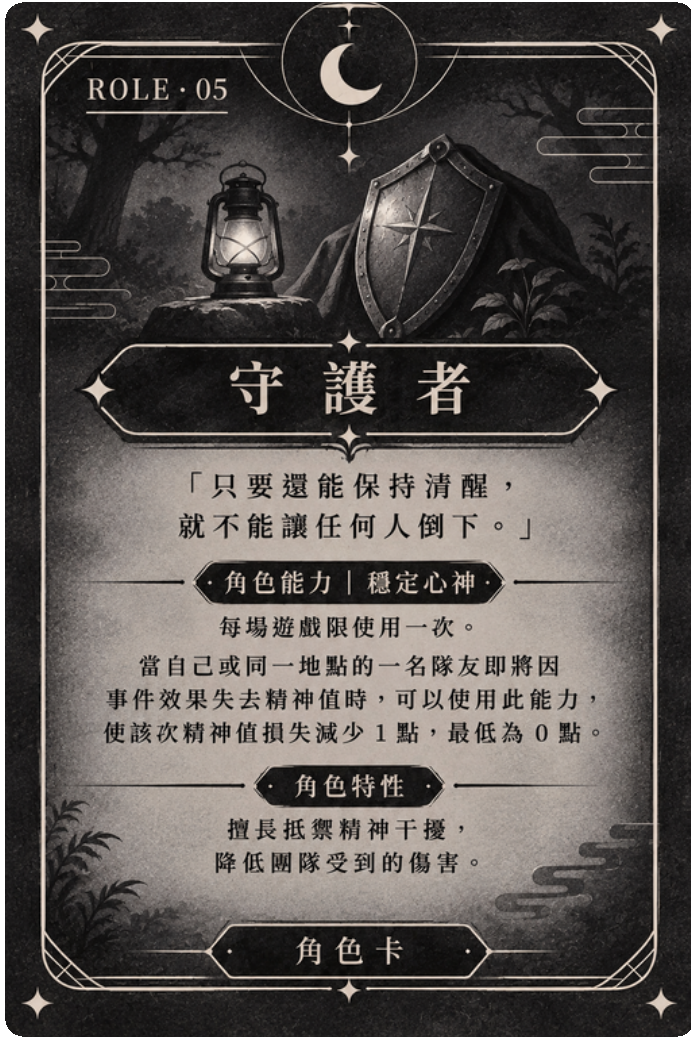 ROLE · 05
守護者
「只要還能保持清醒，
就不能讓任何人倒下。」
· 角色能力｜穩定心神 ·
每場遊戲限使用一次。
當自己或同一地點的一名隊友即將因
事件效果失去精神值時，可以使用此能力，
使該次精神值損失減少 1 點，最低為 0 點。
· 角色特性 ·
擅長抵禦精神干擾，
降低團隊受到的傷害。
· 角色卡 ·